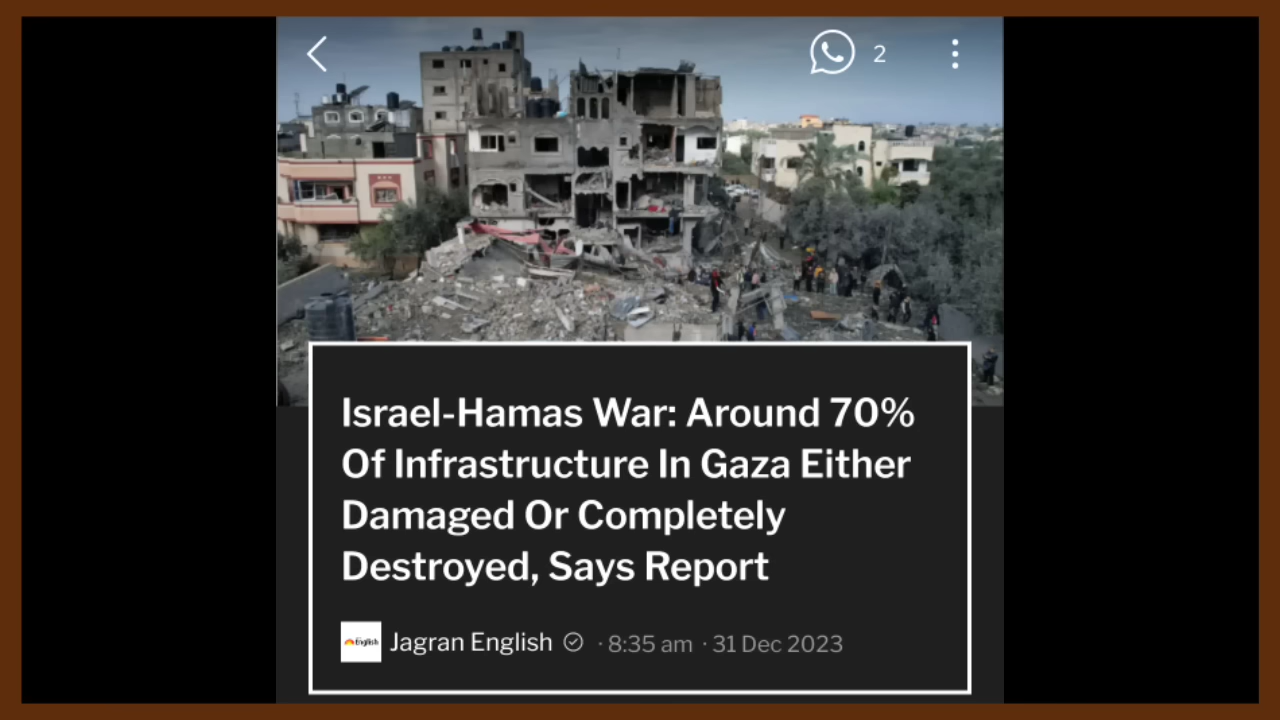 2
Israel-Hamas War: Around 70%
Of Infrastructure In Gaza Either
Damaged Or Completely
Destroyed, Says Report
English
Jagran English · 8:35 am · 31 Dec 2023